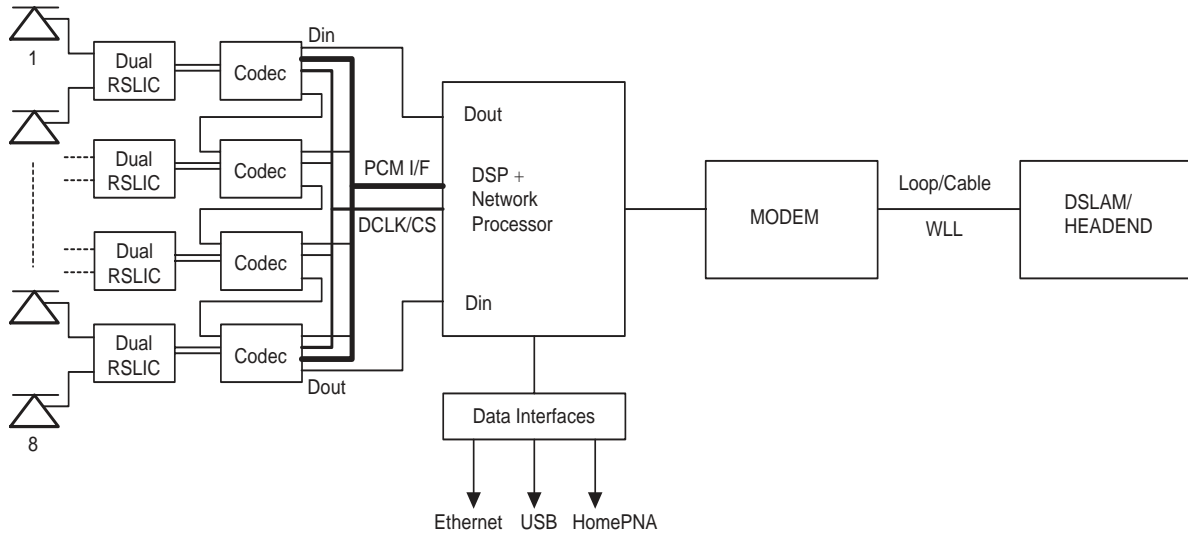 1
Dual
RSLIC
Codec
Din
Dual
RSLIC
Codec
Dual
RSLIC
Codec
Dual
RSLIC
Codec
Dout
8
PCM I/F
DCLK/CS
Dout
DSP +
Network
Processor
Din
MODEM
Loop/Cable
WLL
DSLAM/
HEADEND
Data Interfaces
Ethernet
USB
HomePNA